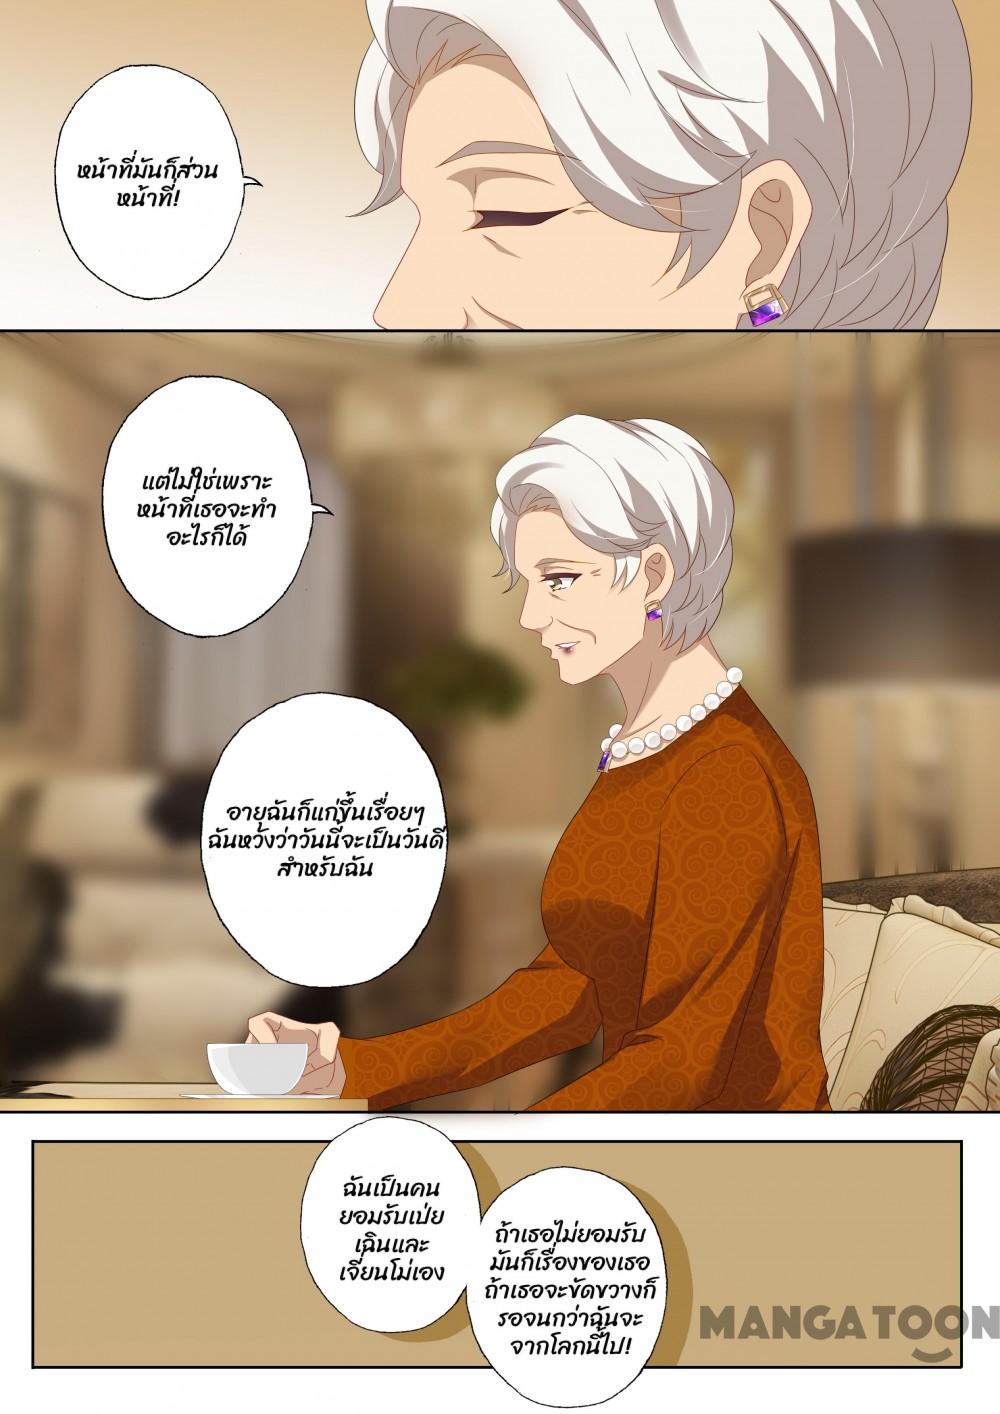 หน้าที่มันก็ส่วน
หน้าที่!
แต่ไม่ใช่เพราะ
หน้าที่เธอจะทำ
อะไรก็ได้
อายุฉันก็แก่ขึ้นเรื่อยๆ
ฉันหวังว่าวันนี้จะเป็นวันดี
สำหรับฉัน
ฉันเป็นคน
ยอมรับเป่ย
เฉินและ
เจี่ยนโม่เอง
ถ้าเธอไม่ยอมรับ
มันก็เรื่องของเธอ
ถ้าเธอจะขัดขวางก็
รอจนกว่าฉันจะ
จากโลกนี้ไป!
MANGATOON